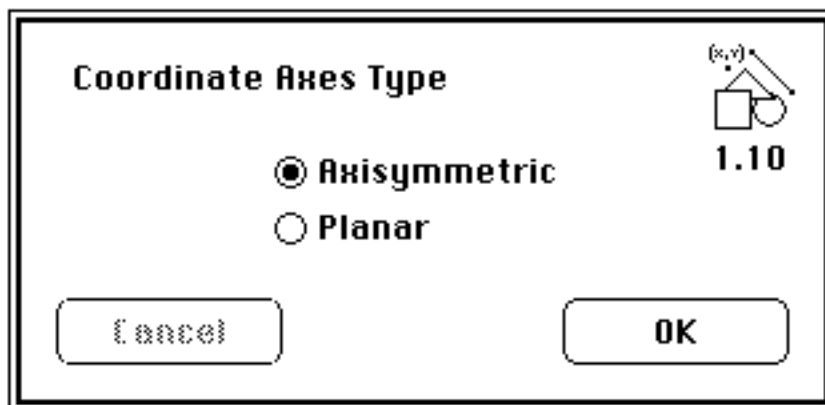 (x,y)
Coordinate Axes Type
1.10
Axisymmetric
Planar
Cancel
OK